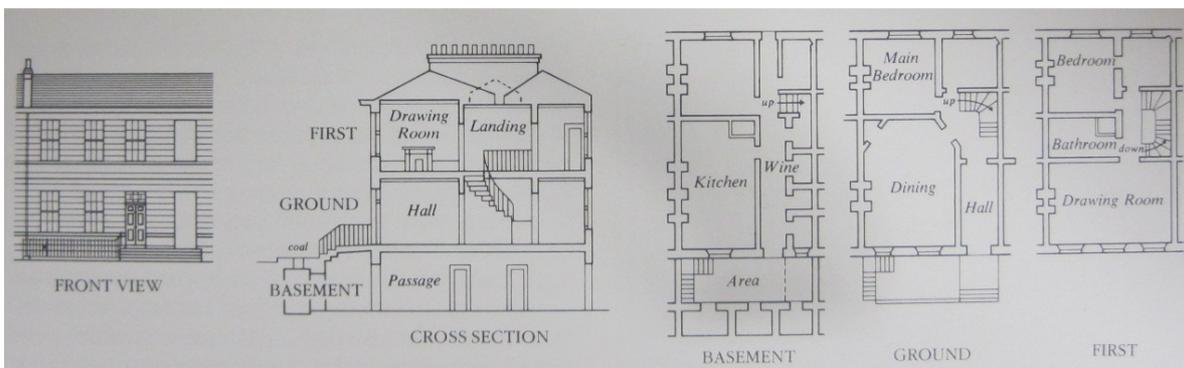 FRONT VIEW
FIRST
GROUND
BASEMENT
Drawing
Room
Landing
Hall
coal
Passage
CROSS SECTION
up
Kitchen
Wine
Area
BASEMENT
Main
Bedroom
up
Dining
Hall
GROUND
Bedroom
Bathroom
down
Drawing Room
FIRST